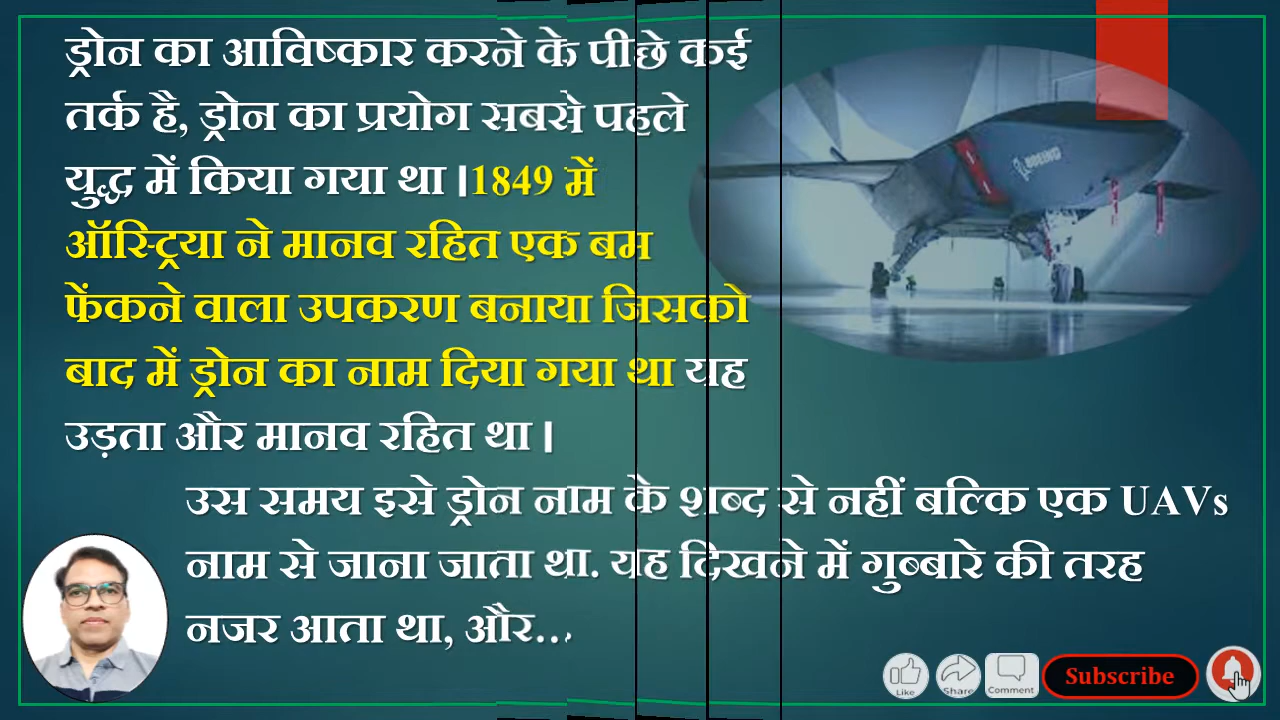 ड्रोन का आविष्कार करने के पीछे कई
तर्क है, ड्रोन का प्रयोग सबसे पहले
युद्ध में किया गया था |1849 में
ऑस्ट्रिया ने मानव रहित एक बम
फेंकने वाला उपकरण बनाया जिसको
बाद में ड्रोन का नाम दिया गया था यह
उड़ता और मानव रहित था |
उस समय इसे ड्रोन नाम के शब्द से नहीं बल्कि एक UAVs
नाम से जाना जाता था. यह दिखने में गुब्बारे की तरह
नजर आता था, और...
BOEING
Like
Share
Comment
Subscribe